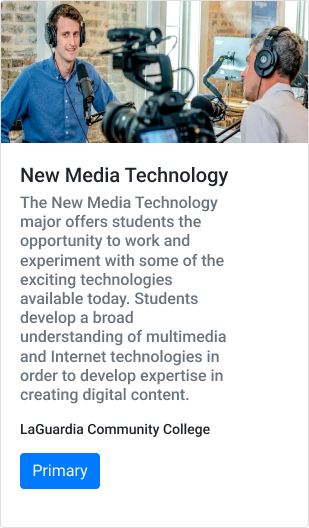 New Media Technology
The New Media Technology
major offers students the
opportunity to work and
experiment with some of the
exciting technologies
available today. Students
develop a broad
understanding of multimedia
and Internet technologies in
order to develop expertise in
creating digital content.
LaGuardia Community College
Primary